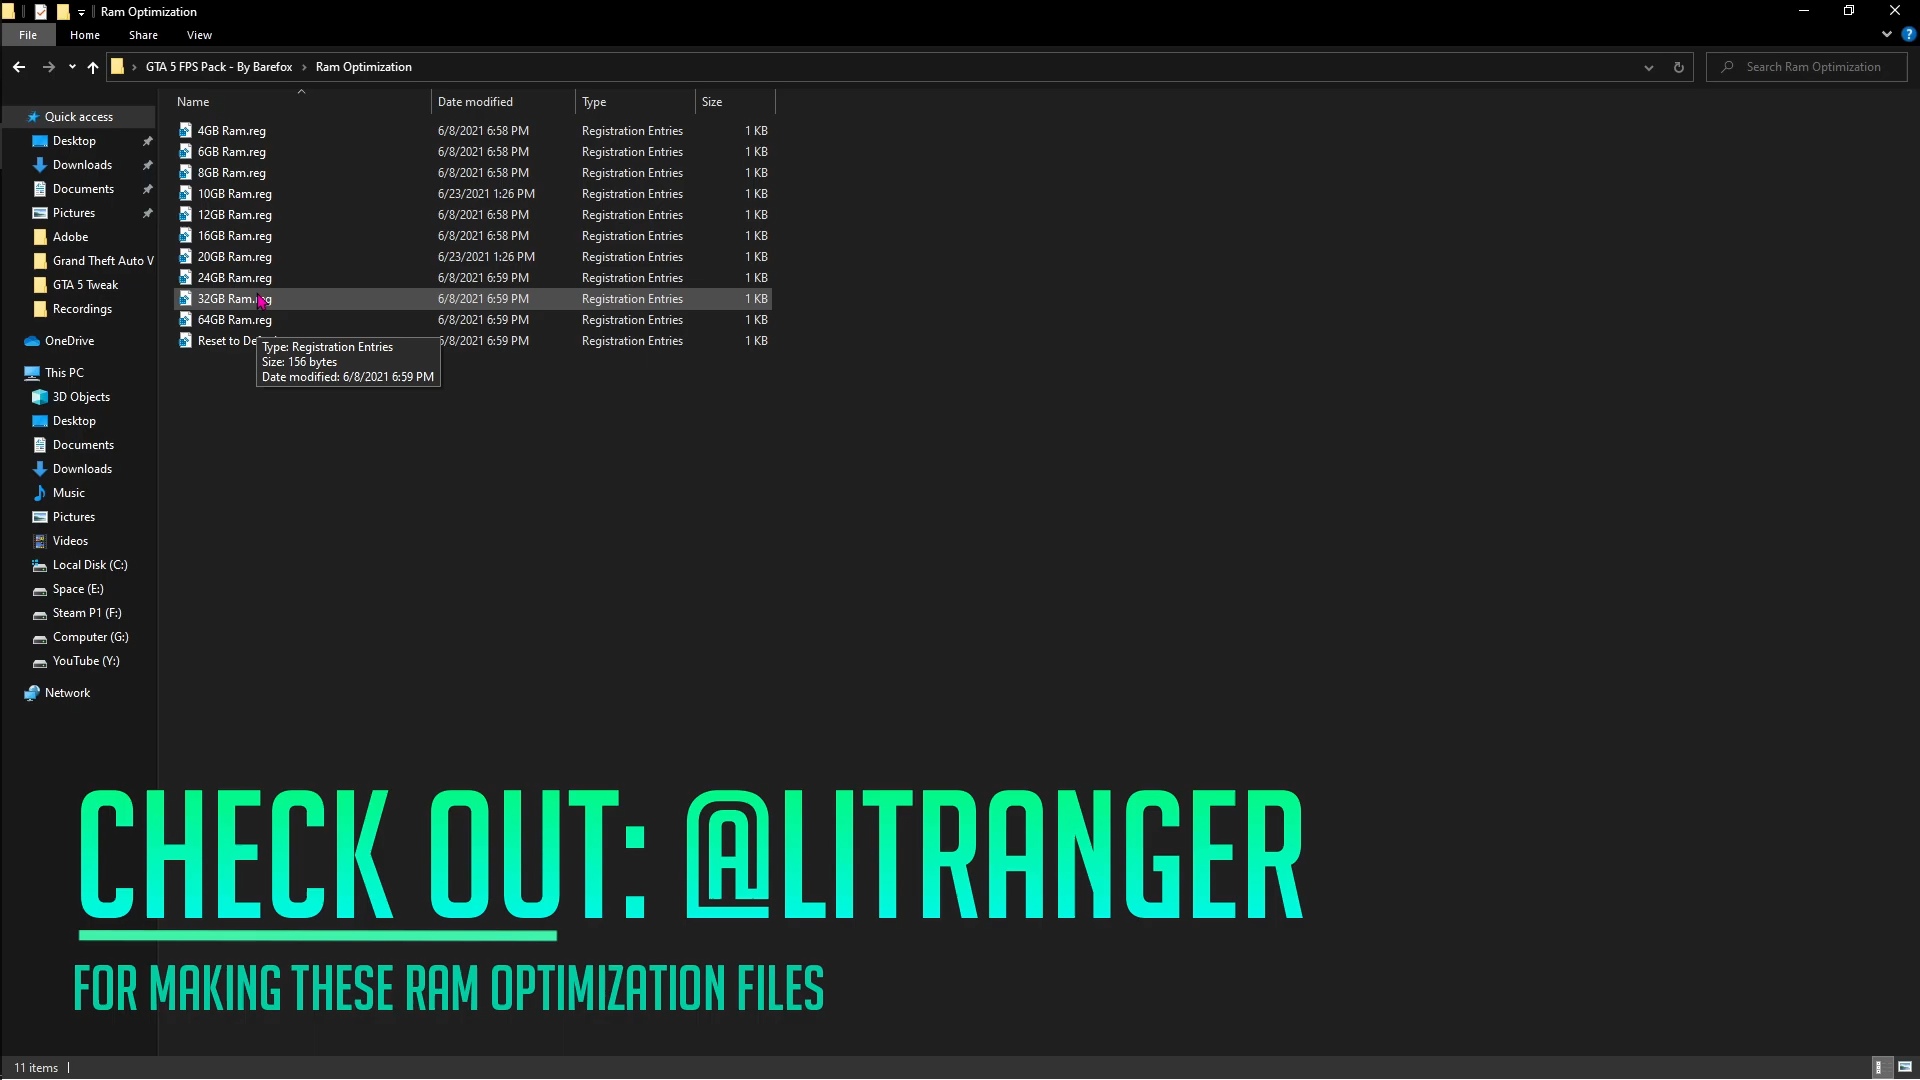 Ram Optimization
File Home Share View
GTA 5 FPS Pack - By Barefox › Ram Optimization
Search Ram Optimization
Name Date modified Type Size
4GB Ram.reg 6/8/2021 6:58 PM Registration Entries 1 KB
6GB Ram.reg 6/8/2021 6:58 PM Registration Entries 1 KB
8GB Ram.reg 6/8/2021 6:58 PM Registration Entries 1 KB
10GB Ram.reg 6/23/2021 1:26 PM Registration Entries 1 KB
12GB Ram.reg 6/8/2021 6:58 PM Registration Entries 1 KB
16GB Ram.reg 6/8/2021 6:58 PM Registration Entries 1 KB
20GB Ram.reg 6/23/2021 1:26 PM Registration Entries 1 KB
24GB Ram.reg 6/8/2021 6:59 PM Registration Entries 1 KB
32GB Ram.reg 6/8/2021 6:59 PM Registration Entries 1 KB
64GB Ram.reg 6/8/2021 6:59 PM Registration Entries 1 KB
Reset to 6/8/2021 6:59 PM Registration Entries 1 KB
Type: Registration Entries
Size: 156 bytes
Date modified: 6/8/2021 6:59 PM
Quick access
Desktop
Downloads
Documents
Pictures
Adobe
Grand Theft Auto V
GTA 5 Tweak
Recordings
OneDrive
This PC
3D Objects
Desktop
Documents
Downloads
Music
Pictures
Videos
Local Disk (C:)
Space (E:)
Steam P1 (F:)
Computer (G:)
YouTube (Y:)
Network
CHECK OUT: @LITRANGER
FOR MAKING THESE RAM OPTIMIZATION FILES
11 items